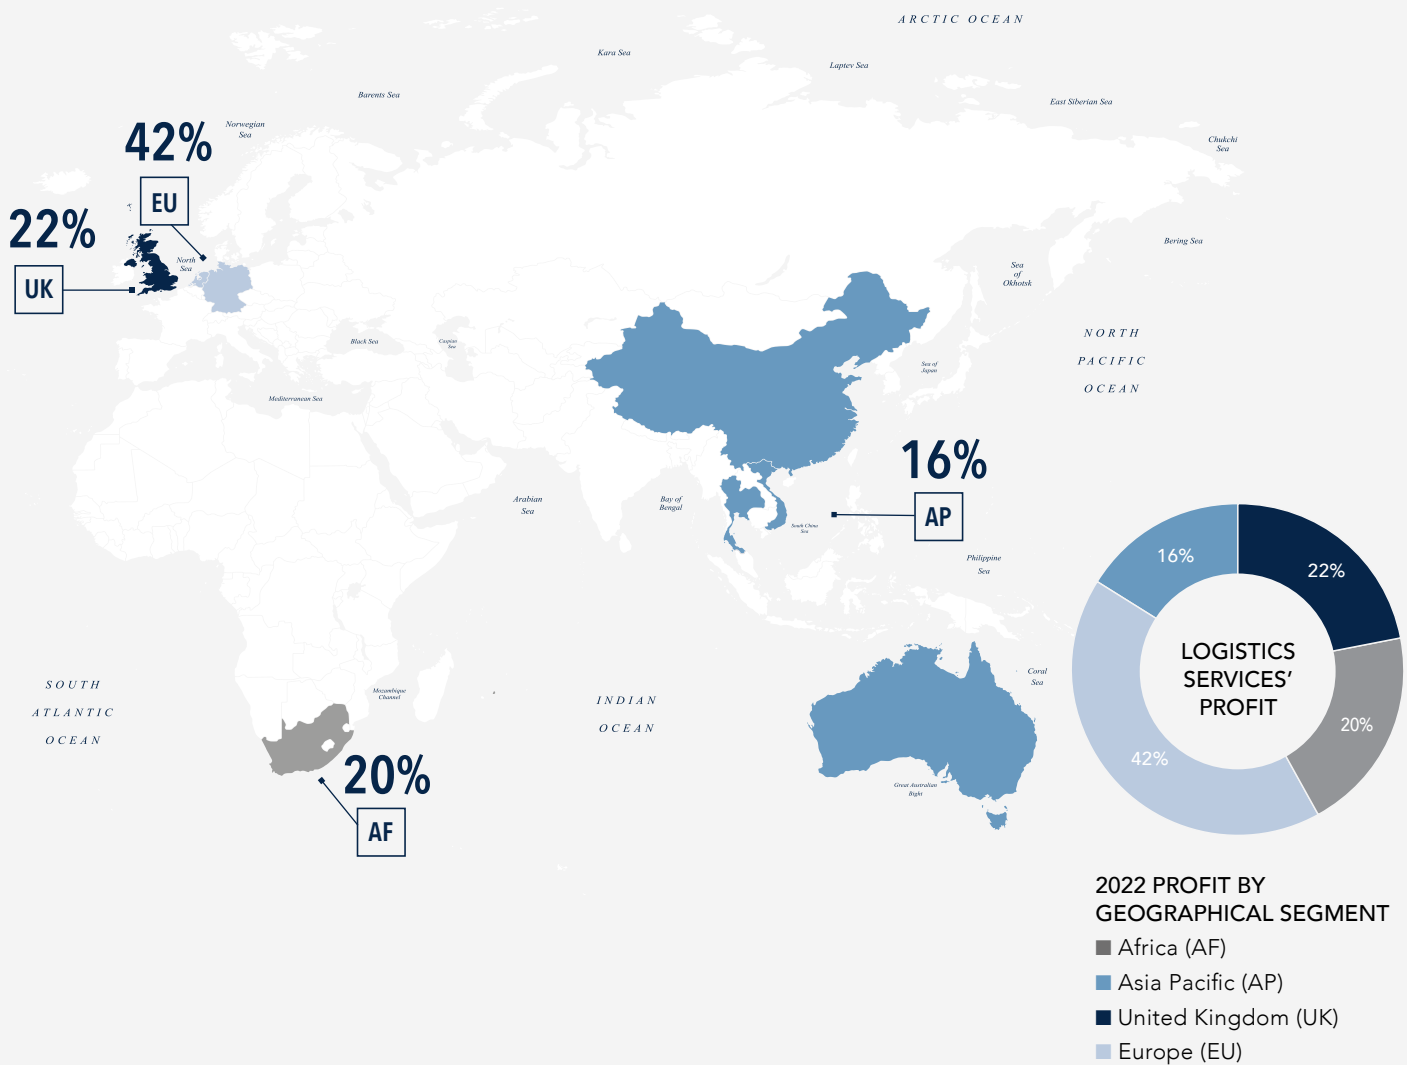 ARCTIC OCEAN
Kara Sea
Laptev Sea
Barents Sea
East Siberian Sea
Norwegian
Sea
Chukchi
Sea
42%
EU
22%
UK
North
Sea
Bering Sea
Sea
of
Okhotsk
Black Sea
Caspian
Sea
Sea of
Japan
NORTH
PACIFIC
OCEAN
Mediterranean Sea
16%
AP
Arabian
Sea
Bay of
Bengal
South China
Sea
Philippine
Sea
SOUTH
ATLANTIC
OCEAN
Mozambique
Channel
INDIAN
OCEAN
Coral
Sea
Great Australian
Bight
20%
AF
16%
22%
20%
42%
LOGISTICS
SERVICES’
PROFIT
2022 PROFIT BY
GEOGRAPHICAL SEGMENT
Africa (AF)
Asia Pacific (AP)
United Kingdom (UK)
Europe (EU)